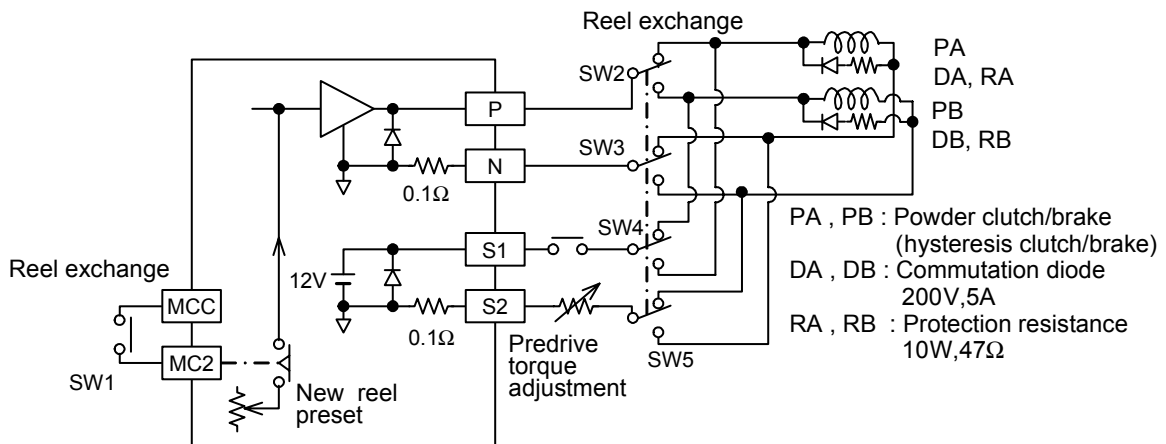 Reel exchange
PA
DA, RA
PB
DB, RB
SW2
P
SW3
N
0.1Ω
PA , PB : Powder clutch/brake
(hysteresis clutch/brake)
DA , DB : Commutation diode
200V,5A
RA , RB : Protection resistance
10W,47Ω
SW4
S1
12V
S2
0.1Ω
Predrive
torque
adjustment
SW5
Reel exchange
MCC
MC2
SW1
New reel
preset